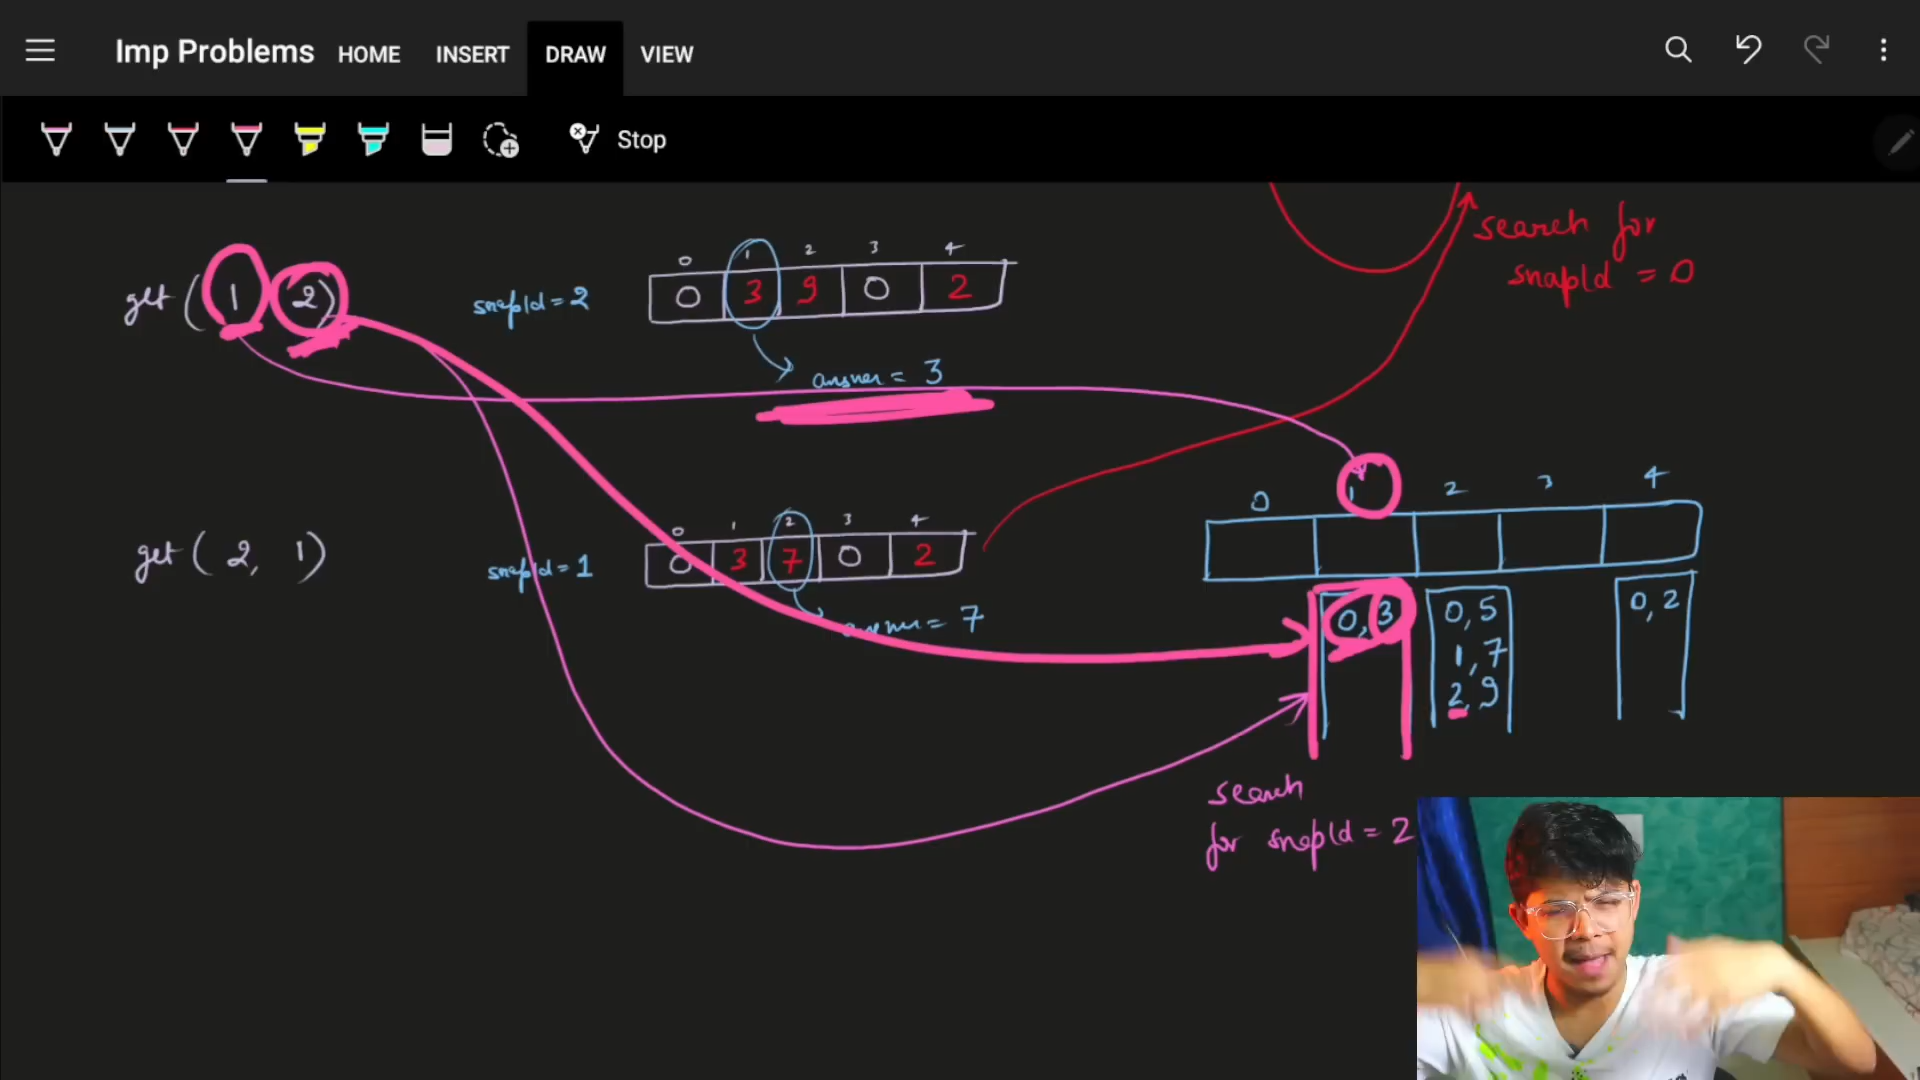 Imp Problems HOME INSERT DRAW VIEW
Stop
search for
snapId = 0
get ( 1 2 )
snapId = 2
0 1 2 3 4
0 3 9 0 2
answer = 3
get ( 2, 1 )
snapId = 1
0 1 2 3 4
0 3 7 0 2
answer = 7
0 1 2 3 4
0, 3
0, 5
1, 7
2, 9
0, 2
search
for snapId = 2